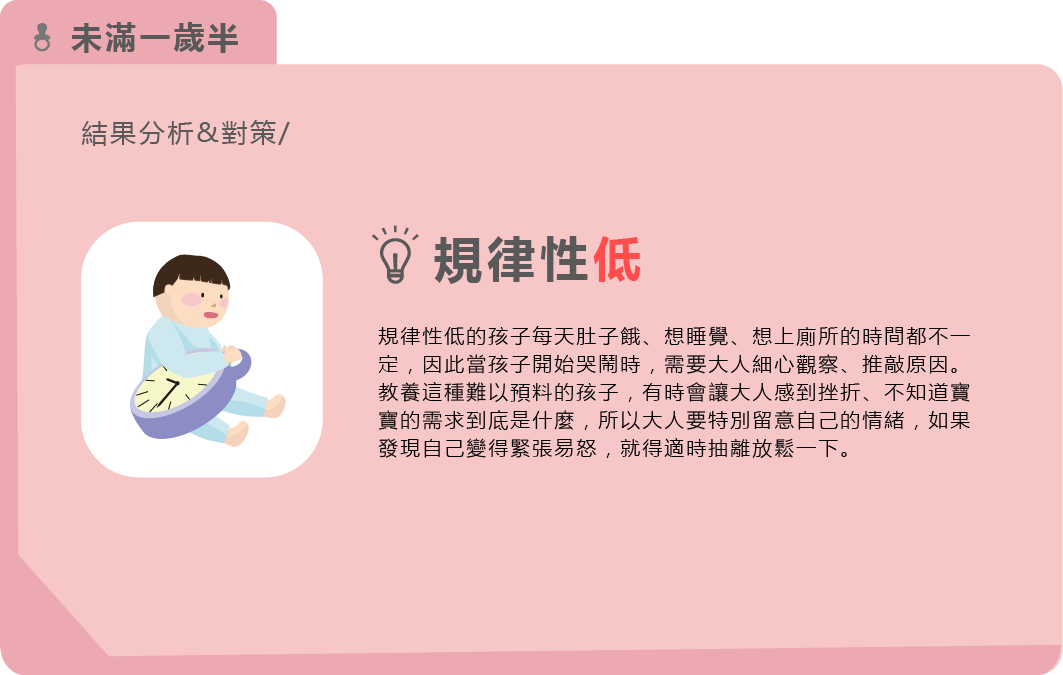 未滿一歲半
結果分析&對策/
規律性低
規律性低的孩子每天肚子餓、想睡覺、想上廁所的時間都不一
定，因此當孩子開始哭鬧時，需要大人細心觀察、推敲原因。
教養這種難以預料的孩子，有時會讓大人感到挫折、不知道寶
寶的需求到底是什麼，所以大人要特別留意自己的情緒，如果
發現自己變得緊張易怒，就得適時抽離放鬆一下。